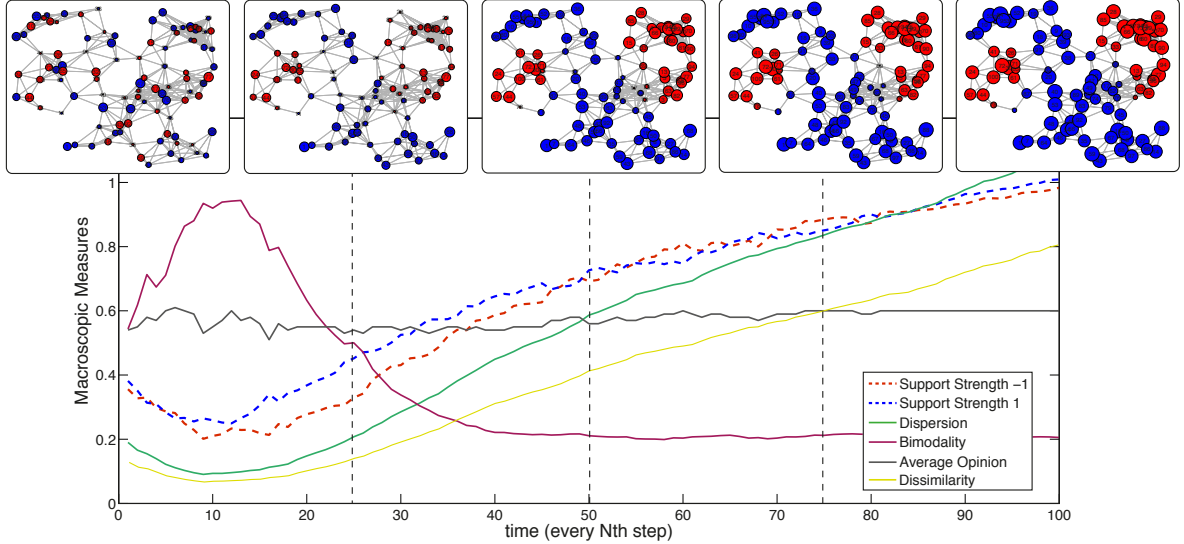 1
0.8
0.6
0.4
0.2
0
Macroscopic Measures
0 10 20 30 40 50 60 70 80 90 100
time (every Nth step)
Support Strength −1
Support Strength 1
Dispersion
Bimodality
Average Opinion
Dissimilarity